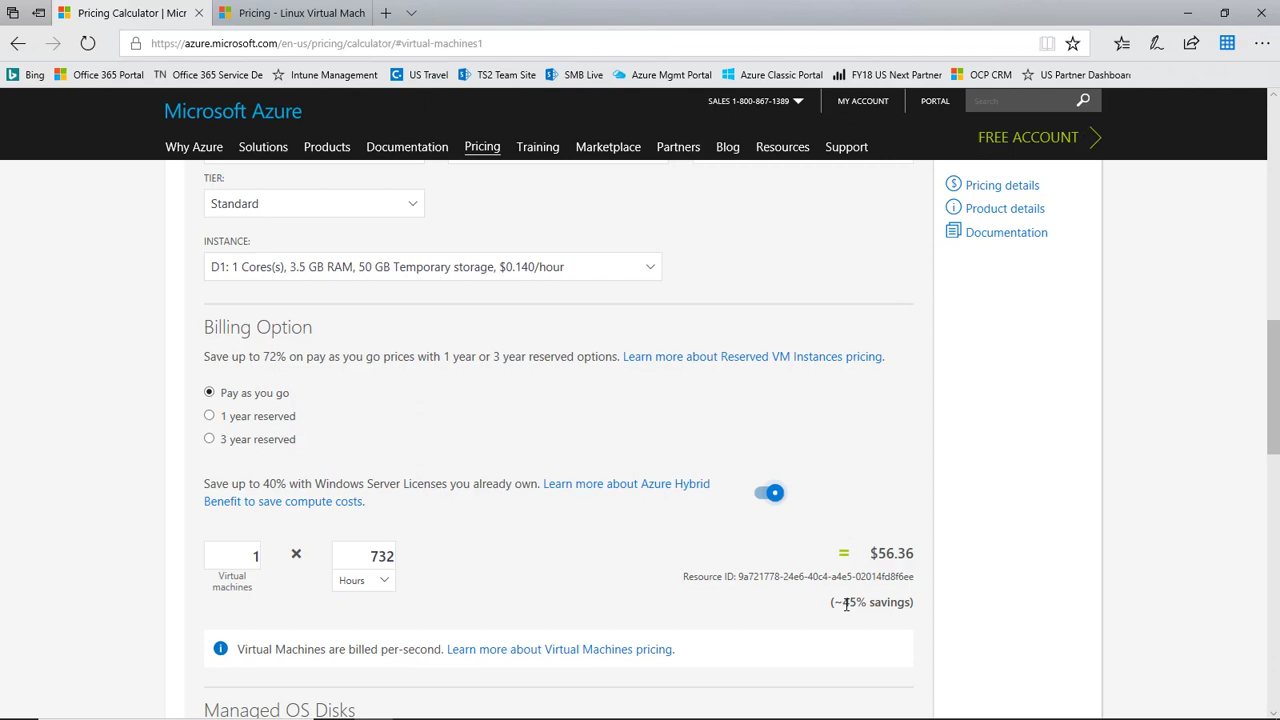 Pricing Calculator | Micr
Pricing - Linux Virtual Mach
https://azure.microsoft.com/en-us/pricing/calculator/#virtual-machines1
Bing
Office 365 Portal
TN Office 365 Service De
Intune Management
US Travel
TS2 Team Site
SMB Live
Azure Mgmt Portal
Azure Classic Portal
FY18 US Next Partner
OCP CRM
US Partner Dashboard
Microsoft Azure
SALES 1-800-867-1389
MY ACCOUNT
PORTAL
Search
FREE ACCOUNT
Why Azure
Solutions
Products
Documentation
Pricing
Training
Marketplace
Partners
Blog
Resources
Support
TIER:
Standard
INSTANCE:
D1: 1 Cores(s), 3.5 GB RAM, 50 GB Temporary storage, $0.140/hour
Pricing details
Product details
Documentation
Billing Option
Save up to 72% on pay as you go prices with 1 year or 3 year reserved options. Learn more about Reserved VM Instances pricing.
Pay as you go
1 year reserved
3 year reserved
Save up to 40% with Windows Server Licenses you already own. Learn more about Azure Hybrid
Benefit to save compute costs.
1
Virtual
machines
×
732
Hours
= $56.36
Resource ID: 9a721778-24e6-40c4-a4e5-02014fd8f6ee
(~45% savings)
Virtual Machines are billed per-second. Learn more about Virtual Machines pricing.
Managed OS Disks